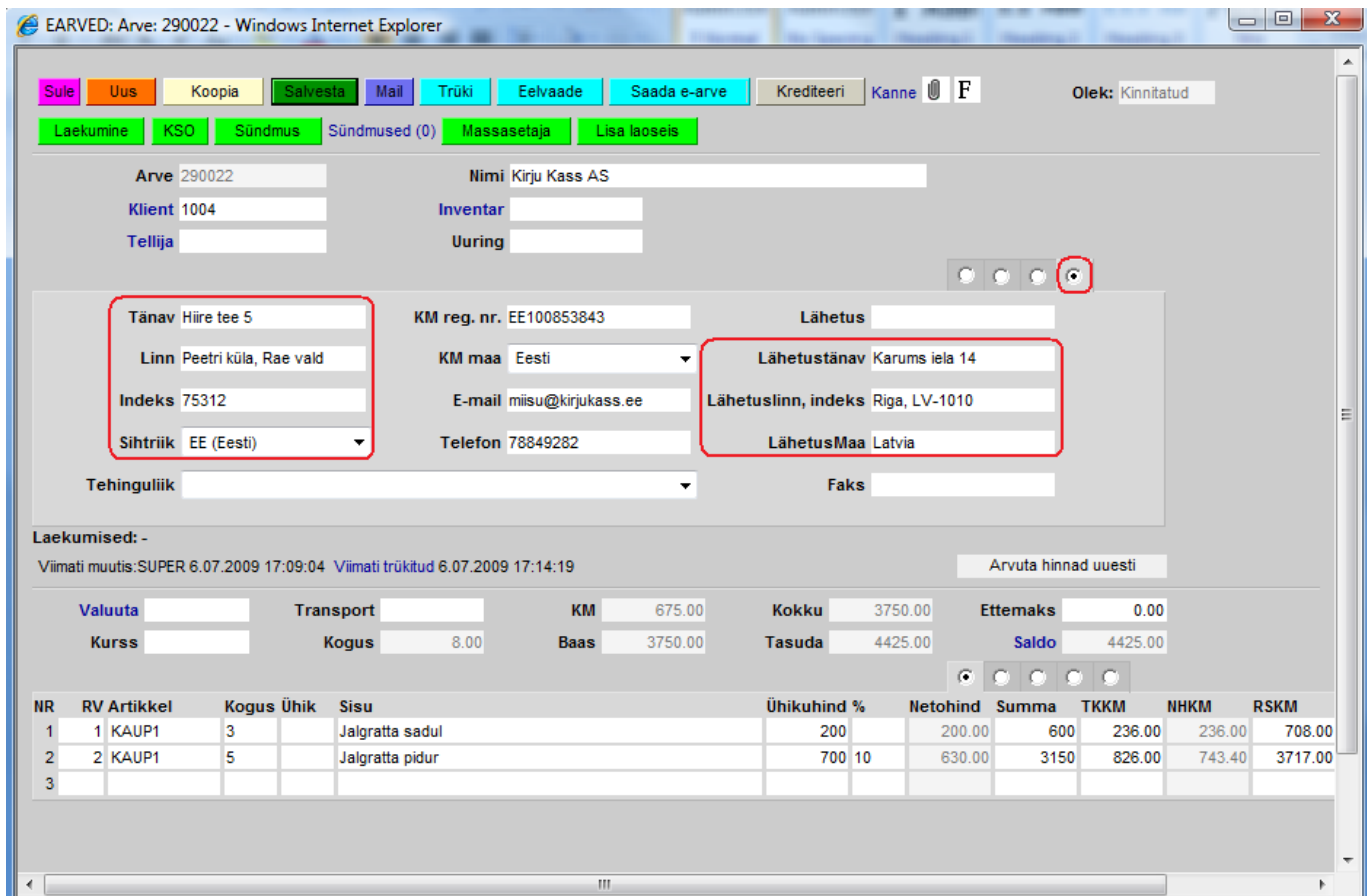 EARVED: Arve: 290022 - Windows Internet Explorer
Sule Uus Koopia Salvesta Mail Trüki Eelvaade Saada e-arve Krediteeri Kanne F Olek: Kinnitatud
Laekumine KSO Sündmus Sündmused (0) Massasetaja Lisa laoseis
Arve 290022 Nimi Kirju Kass AS
Klient 1004 Inventar
Tellija Uuring
Tänav Hiire tee 5 KM reg. nr. EE100853843 Lähetus
Linn Peetri küla, Rae vald KM maa Eesti Lähetustänav Karums iela 14
Indeks 75312 E-mail miisu@kirjukass.ee Lähetuslinn, indeks Riga, LV-1010
Sihtriik EE (Eesti) Telefon 78849282 LähetusMaa Latvia
Tehinguliik Faks
Laekumised: -
Viimati muutis:SUPER 6.07.2009 17:09:04 Viimati trükitud 6.07.2009 17:14:19 Arvuta hinnad uuesti
Valuuta Transport KM 675.00 Kokku 3750.00 Ettemaks 0.00
Kurss Kogus 8.00 Baas 3750.00 Tasuda 4425.00 Saldo 4425.00
NR RV Artikkel Kogus Ühik Sisu Ühikuhind % Netohind Summa TKKM NHKM RSKM
1 1 KAUP1 3 Jalgratta sadul 200 200.00 600 236.00 236.00 708.00
2 2 KAUP1 5 Jalgratta pidur 700 10 630.00 3150 826.00 743.40 3717.00
3